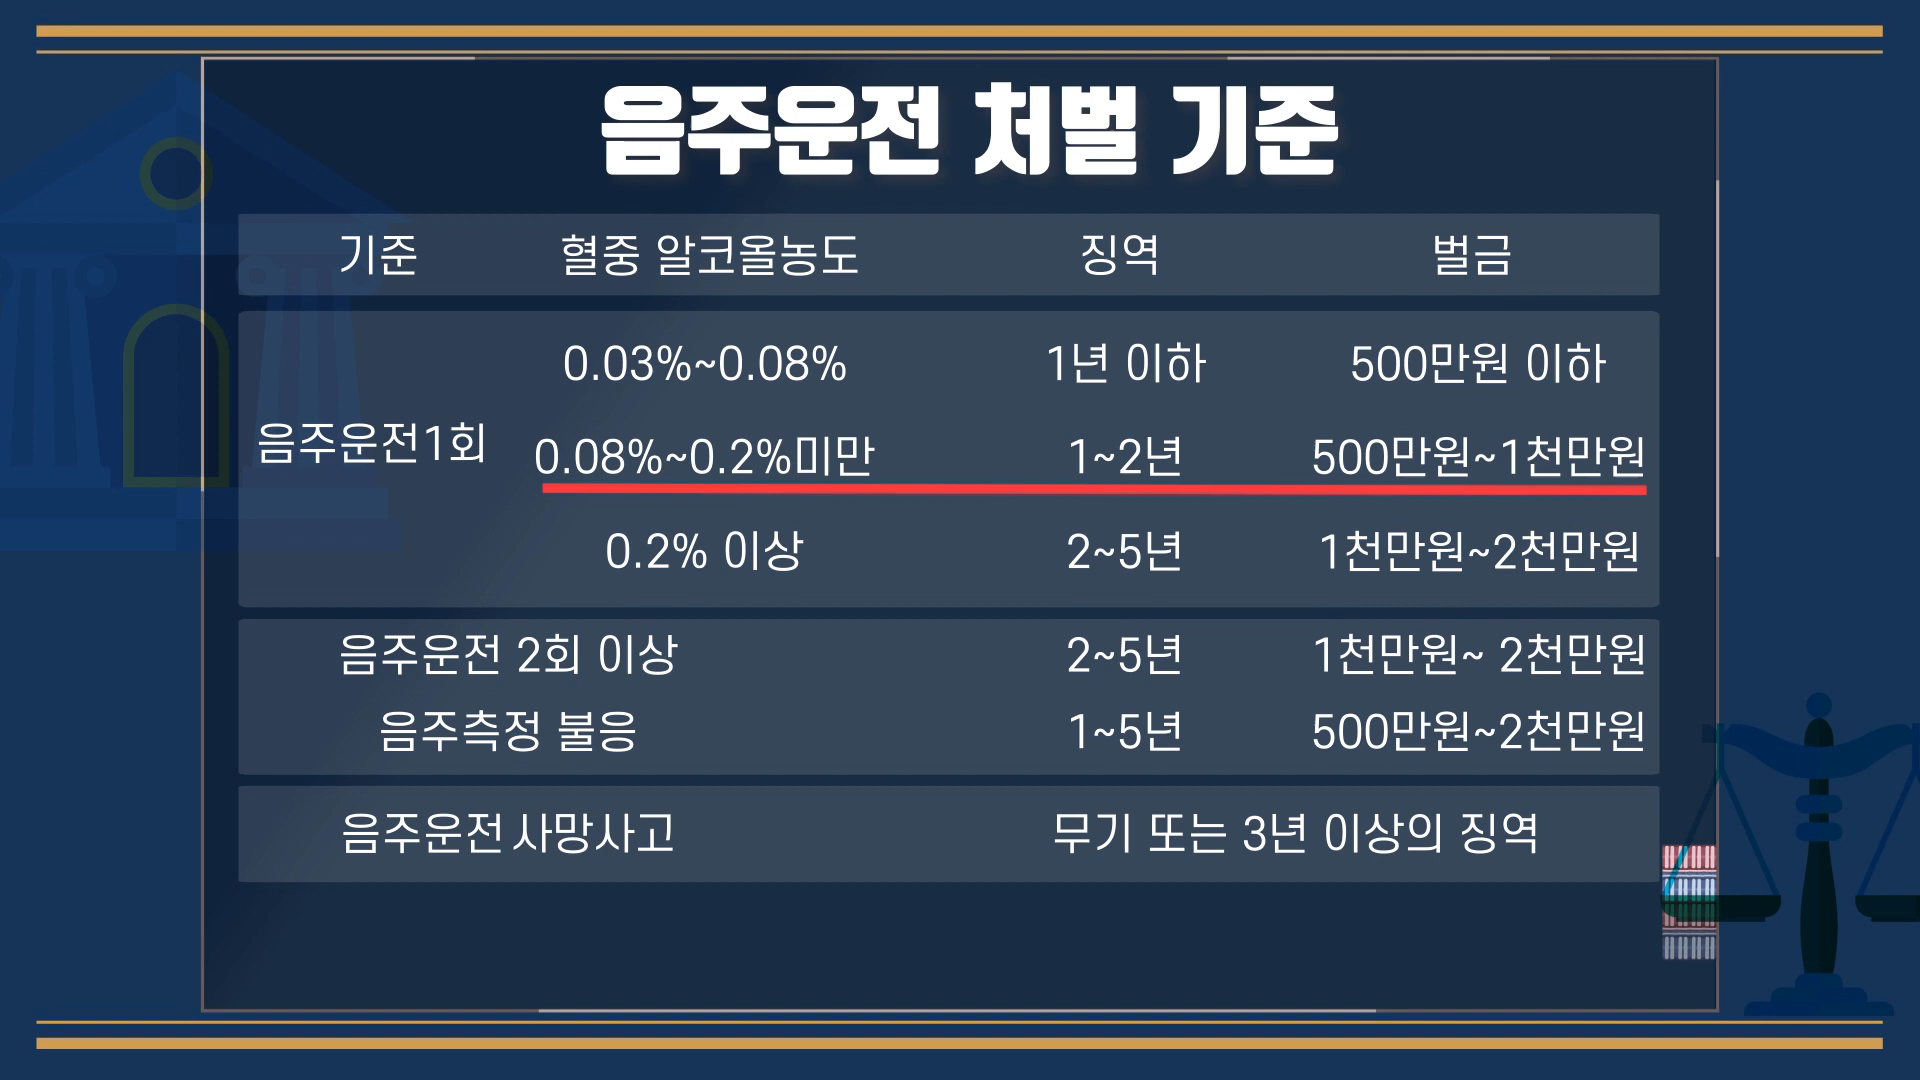 음주운전 처벌 기준
기준 혈중 알코올농도 징역 벌금
0.03%~0.08% 1년 이하 500만원 이하
음주운전1회
0.08%~0.2%미만 1~2년 500만원~1천만원
0.2% 이상 2~5년 1천만원~2천만원
음주운전 2회 이상 2~5년 1천만원~ 2천만원
음주측정 불응 1~5년 500만원~2천만원
음주운전 사망사고 무기 또는 3년 이상의 징역